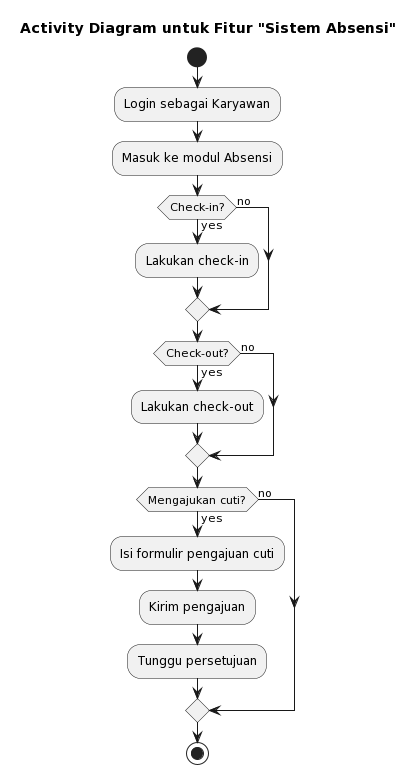 Activity Diagram untuk Fitur "Sistem Absensi"
Login sebagai Karyawan
Masuk ke modul Absensi
Check-in?
no
yes
Lakukan check-in
Check-out?
no
yes
Lakukan check-out
Mengajukan cuti?
no
yes
Isi formulir pengajuan cuti
Kirim pengajuan
Tunggu persetujuan